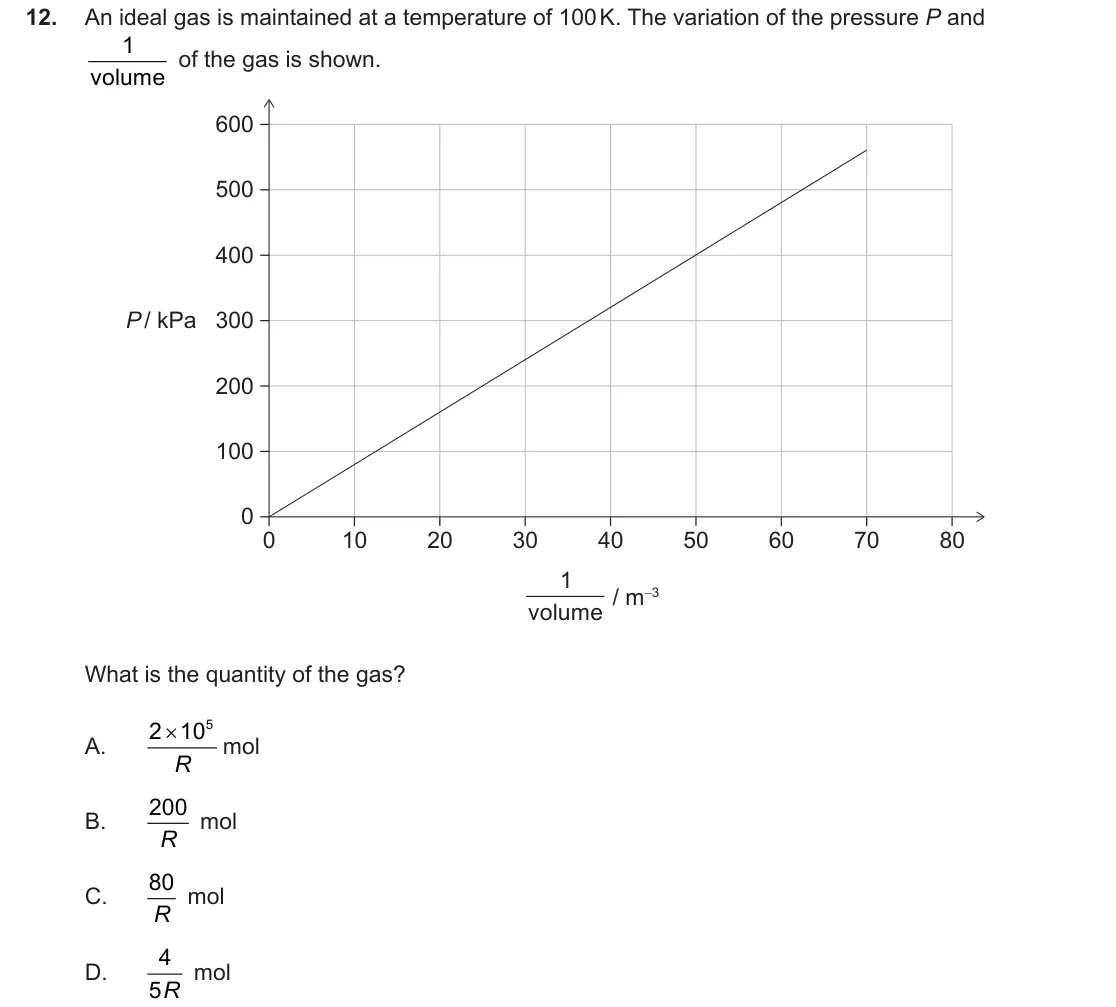 12. An ideal gas is maintained at a temperature of 100 K. The variation of the pressure P and
1
volume
of the gas is shown.
600
500
400
P / kPa 300
200
100
0
0 10 20 30 40 50 60 70 80
1
volume
/ m⁻³
What is the quantity of the gas?
A. 2×10⁵
R
mol
B. 200
R
mol
C. 80
R
mol
D. 4
5R
mol